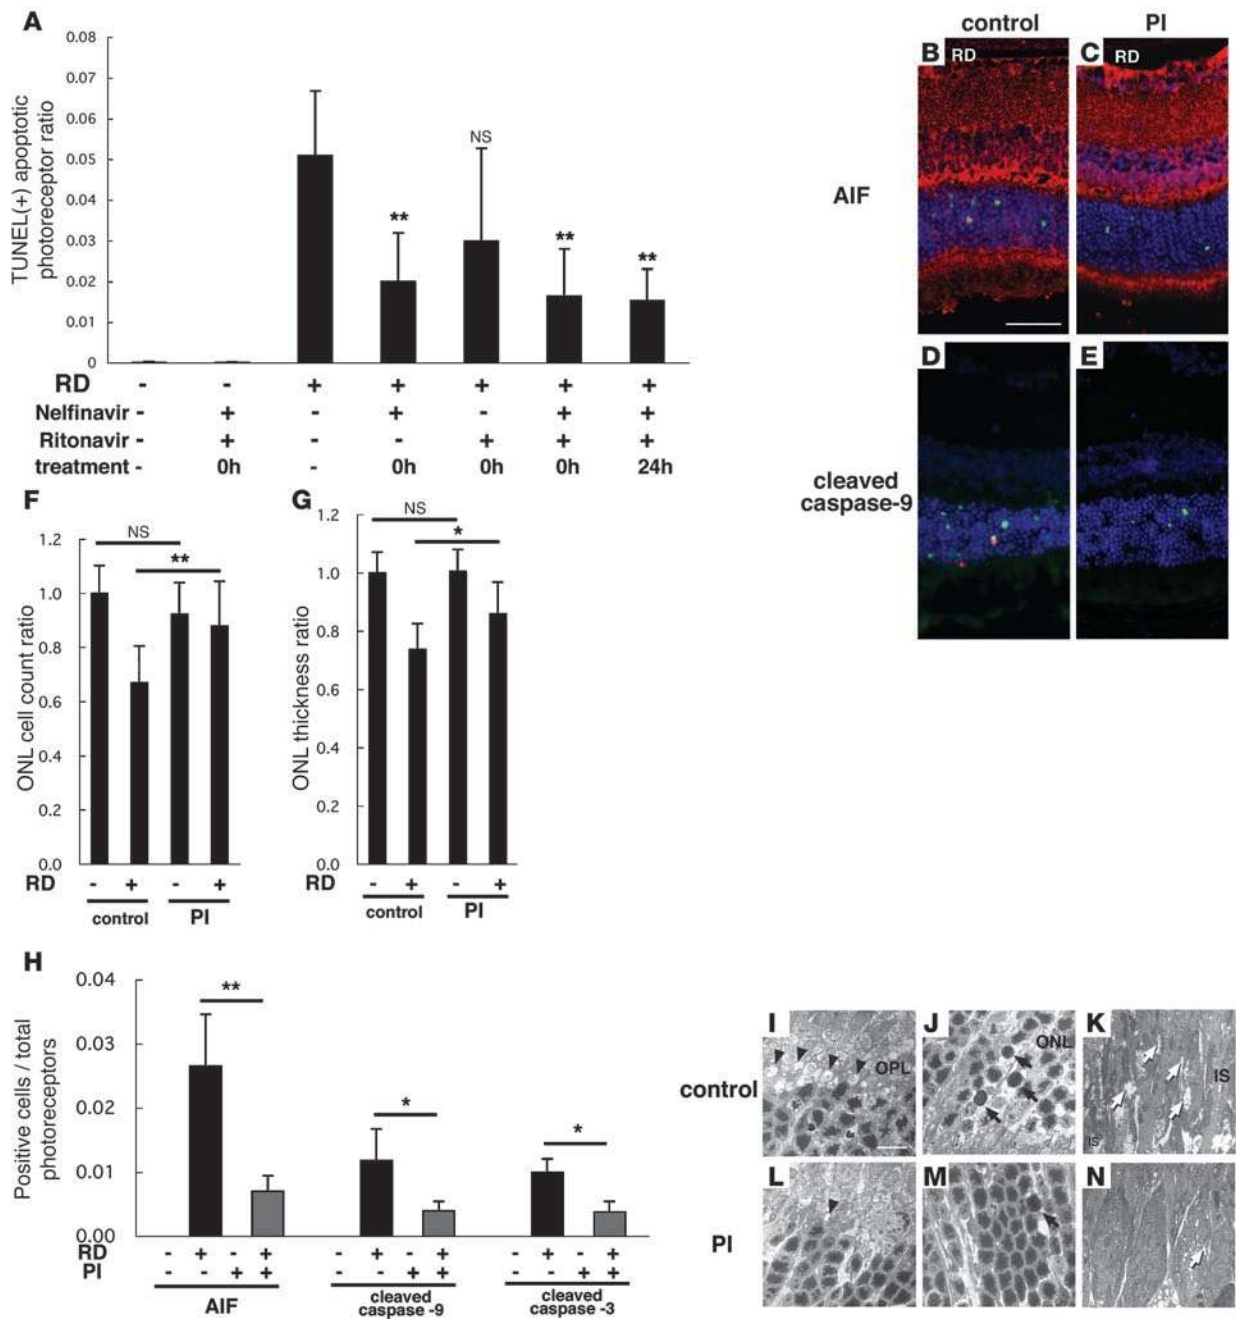 A
0.08
0.07
0.06
0.05
0.04
0.03
0.02
0.01
0
TUNEL(+) apoptotic
photoreceptor ratio
**
NS
**
**
RD - - + + + + +
Nelfinavir - + - + - + +
Ritonavir - + - - + + +
treatment - 0h - 0h 0h 0h 24h
control PI
B RD C RD
AIF
D E
cleaved
caspase-9
F
1.2
1.0
0.8
0.6
0.4
0.2
0.0
ONL cell count ratio
NS
**
RD - + - +
control PI
G
1.2
1.0
0.8
0.6
0.4
0.2
0.0
ONL thickness ratio
NS
*
RD - + - +
control PI
H
0.04
0.03
0.02
0.01
0.00
Positive cells / total
photoreceptors
**
*
*
RD - + - + - + - + - + - +
PI - - + + - - + + - - + +
AIF
cleaved
caspase -9
cleaved
caspase -3
control
I OPL J ONL K IS
IS
PI
L M N